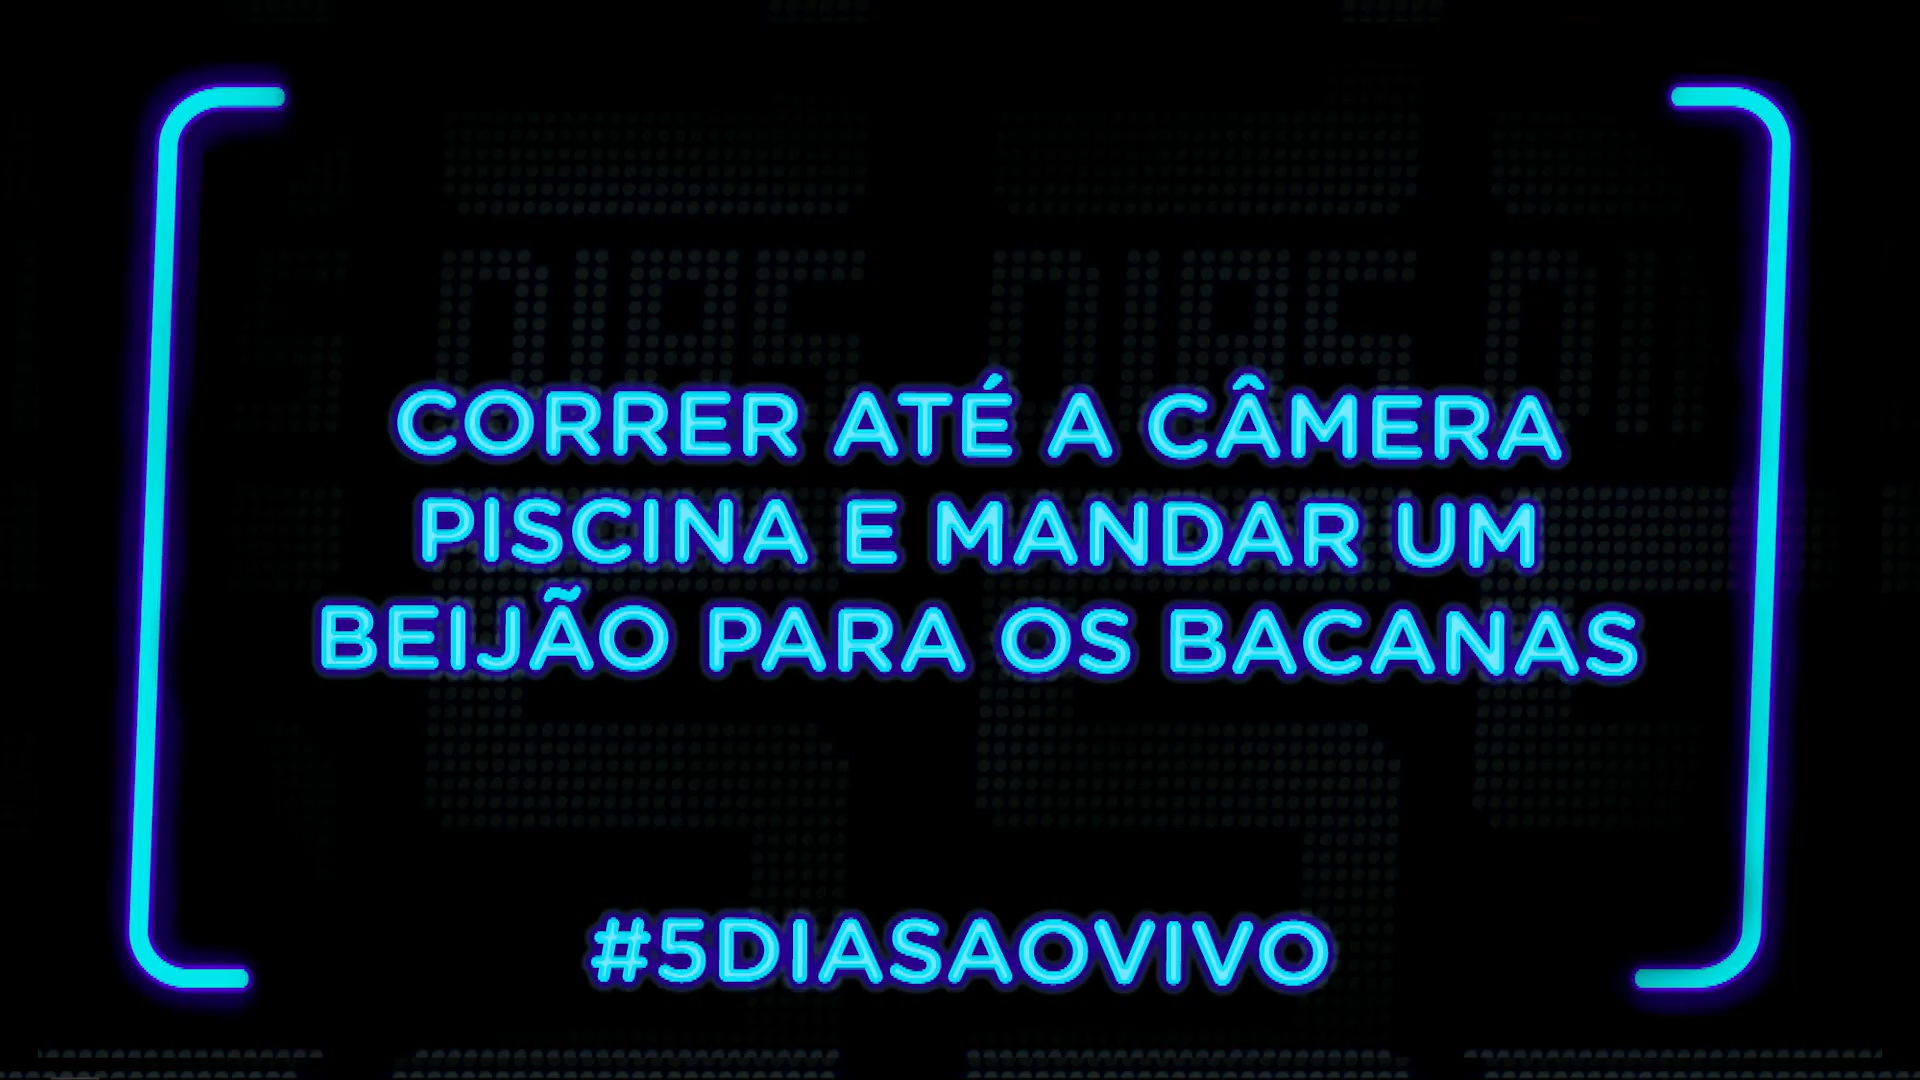 CORRER ATÉ A CÂMERA
PISCINA E MANDAR UM
BEIJÃO PARA OS BACANAS
#5DIASAOVIVO